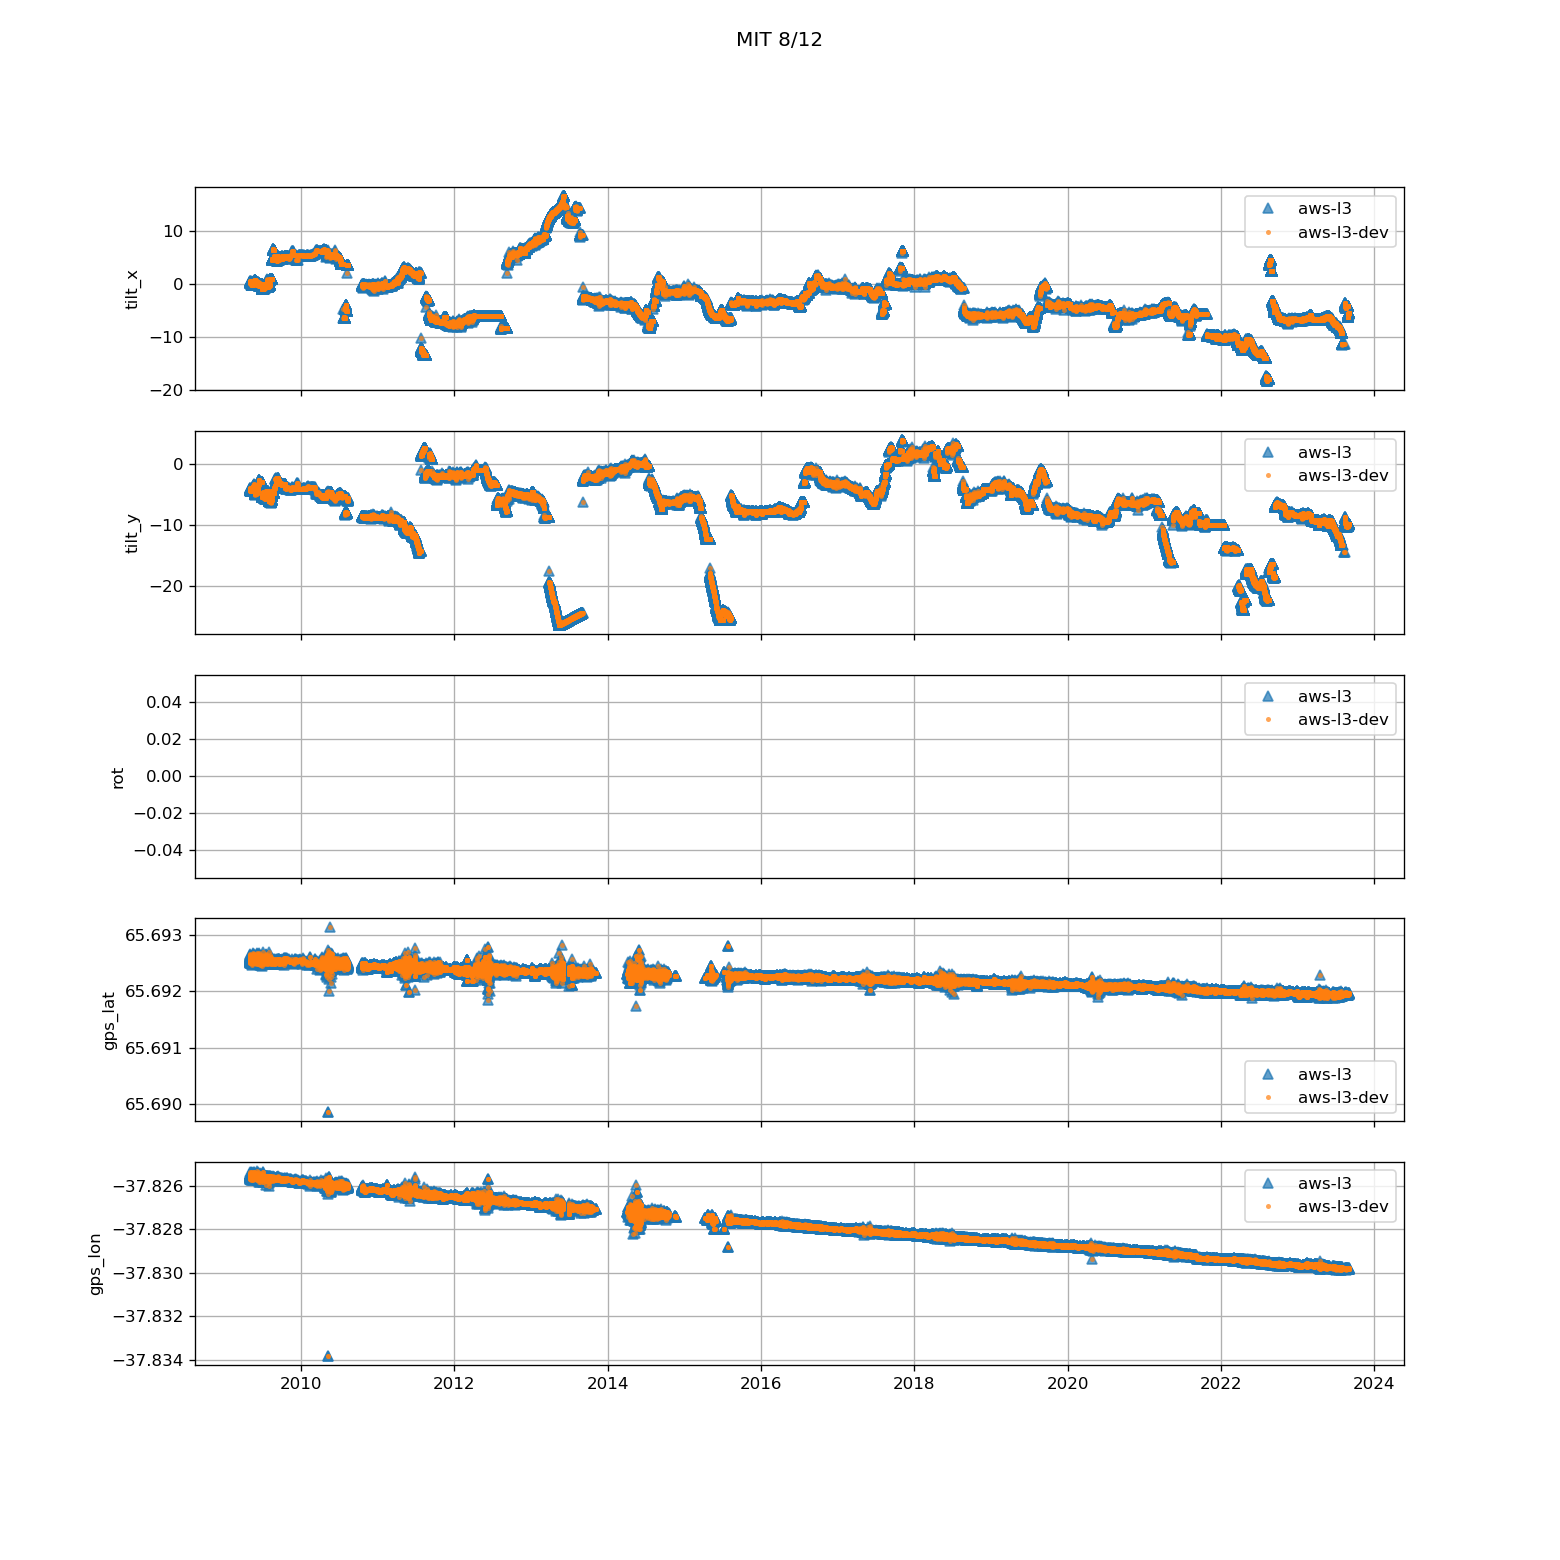 MIT 8/12
tilt_x
10
0
−10
−20
aws-l3
aws-l3-dev
tilt_y
0
−10
−20
aws-l3
aws-l3-dev
rot
0.04
0.02
0.00
−0.02
−0.04
aws-l3
aws-l3-dev
gps_lat
65.693
65.692
65.691
65.690
aws-l3
aws-l3-dev
gps_lon
−37.826
−37.828
−37.830
−37.832
−37.834
aws-l3
aws-l3-dev
2010 2012 2014 2016 2018 2020 2022 2024